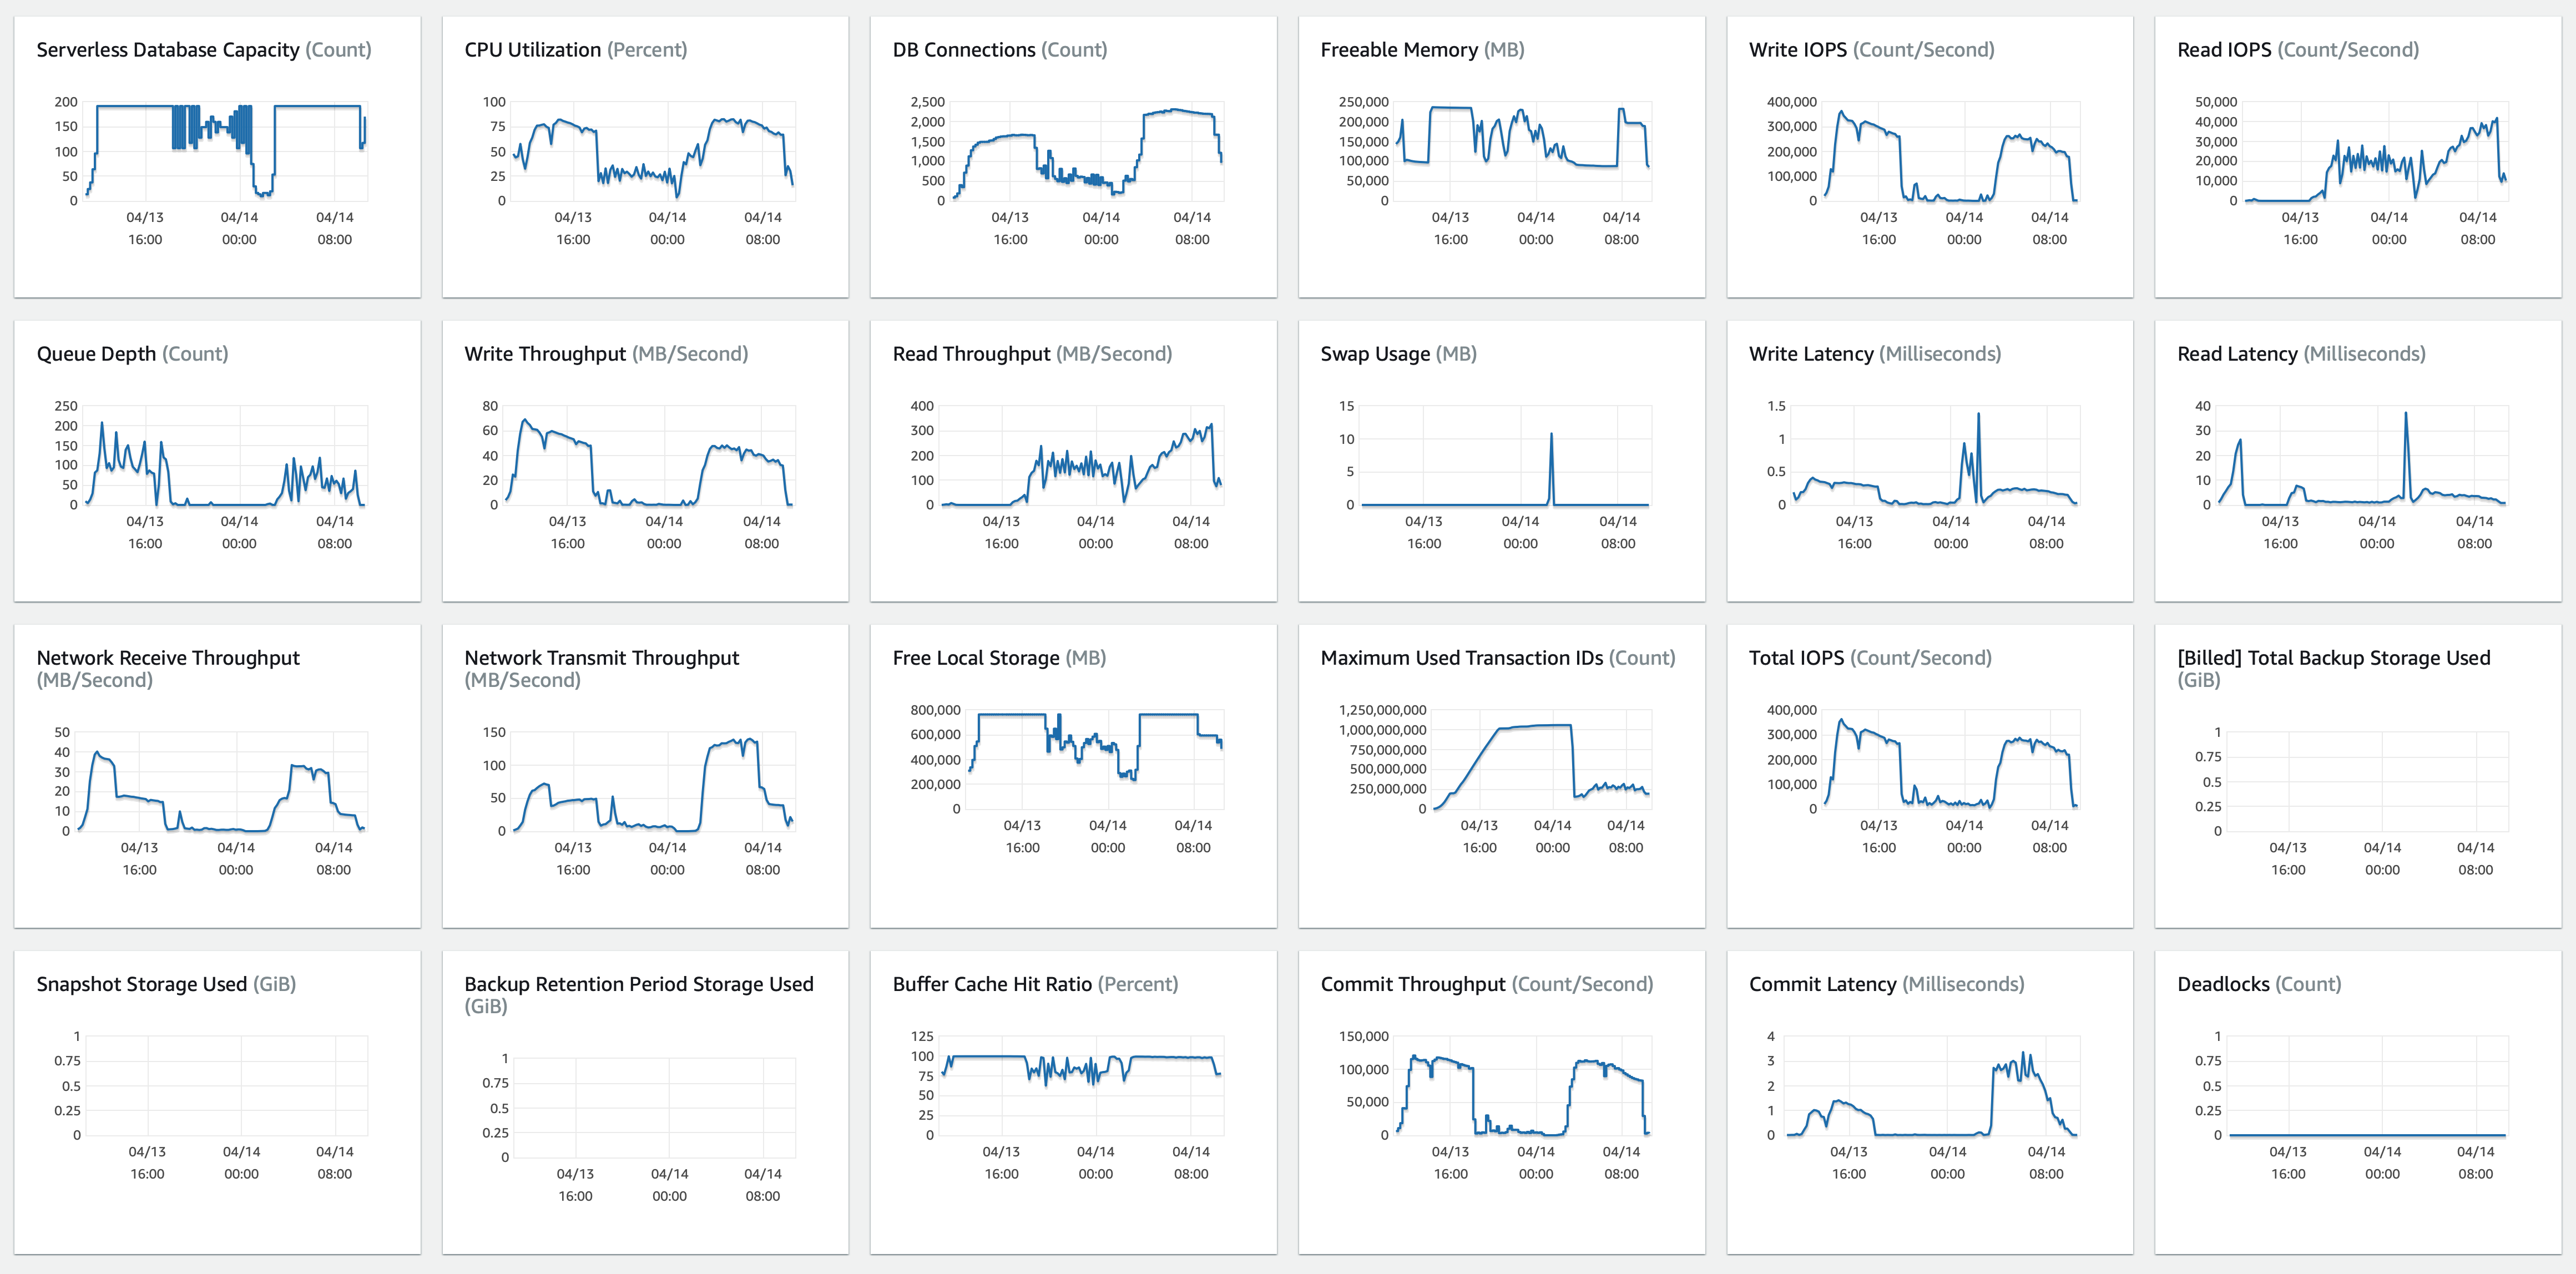 Serverless Database Capacity (Count)
200
150
100
50
0
04/13 04/14 04/14
16:00 00:00 08:00
CPU Utilization (Percent)
100
75
50
25
0
04/13 04/14 04/14
16:00 00:00 08:00
DB Connections (Count)
2,500
2,000
1,500
1,000
500
0
04/13 04/14 04/14
16:00 00:00 08:00
Freeable Memory (MB)
250,000
200,000
150,000
100,000
50,000
0
04/13 04/14 04/14
16:00 00:00 08:00
Write IOPS (Count/Second)
400,000
300,000
200,000
100,000
0
04/13 04/14 04/14
16:00 00:00 08:00
Read IOPS (Count/Second)
50,000
40,000
30,000
20,000
10,000
0
04/13 04/14 04/14
16:00 00:00 08:00
Queue Depth (Count)
250
200
150
100
50
0
04/13 04/14 04/14
16:00 00:00 08:00
Write Throughput (MB/Second)
80
60
40
20
0
04/13 04/14 04/14
16:00 00:00 08:00
Read Throughput (MB/Second)
400
300
200
100
0
04/13 04/14 04/14
16:00 00:00 08:00
Swap Usage (MB)
15
10
5
0
04/13 04/14 04/14
16:00 00:00 08:00
Write Latency (Milliseconds)
1.5
1
0.5
0
04/13 04/14 04/14
16:00 00:00 08:00
Read Latency (Milliseconds)
40
30
20
10
0
04/13 04/14 04/14
16:00 00:00 08:00
Network Receive Throughput
(MB/Second)
50
40
30
20
10
0
04/13 04/14 04/14
16:00 00:00 08:00
Network Transmit Throughput
(MB/Second)
150
100
50
0
04/13 04/14 04/14
16:00 00:00 08:00
Free Local Storage (MB)
800,000
600,000
400,000
200,000
0
04/13 04/14 04/14
16:00 00:00 08:00
Maximum Used Transaction IDs (Count)
1,250,000,000
1,000,000,000
750,000,000
500,000,000
250,000,000
0
04/13 04/14 04/14
16:00 00:00 08:00
Total IOPS (Count/Second)
400,000
300,000
200,000
100,000
0
04/13 04/14 04/14
16:00 00:00 08:00
[Billed] Total Backup Storage Used
(GiB)
1
0.75
0.5
0.25
0
04/13 04/14 04/14
16:00 00:00 08:00
Snapshot Storage Used (GiB)
1
0.75
0.5
0.25
0
04/13 04/14 04/14
16:00 00:00 08:00
Backup Retention Period Storage Used
(GiB)
1
0.75
0.5
0.25
0
04/13 04/14 04/14
16:00 00:00 08:00
Buffer Cache Hit Ratio (Percent)
125
100
75
50
25
0
04/13 04/14 04/14
16:00 00:00 08:00
Commit Throughput (Count/Second)
150,000
100,000
50,000
0
04/13 04/14 04/14
16:00 00:00 08:00
Commit Latency (Milliseconds)
4
3
2
1
0
04/13 04/14 04/14
16:00 00:00 08:00
Deadlocks (Count)
1
0.75
0.5
0.25
0
04/13 04/14 04/14
16:00 00:00 08:00